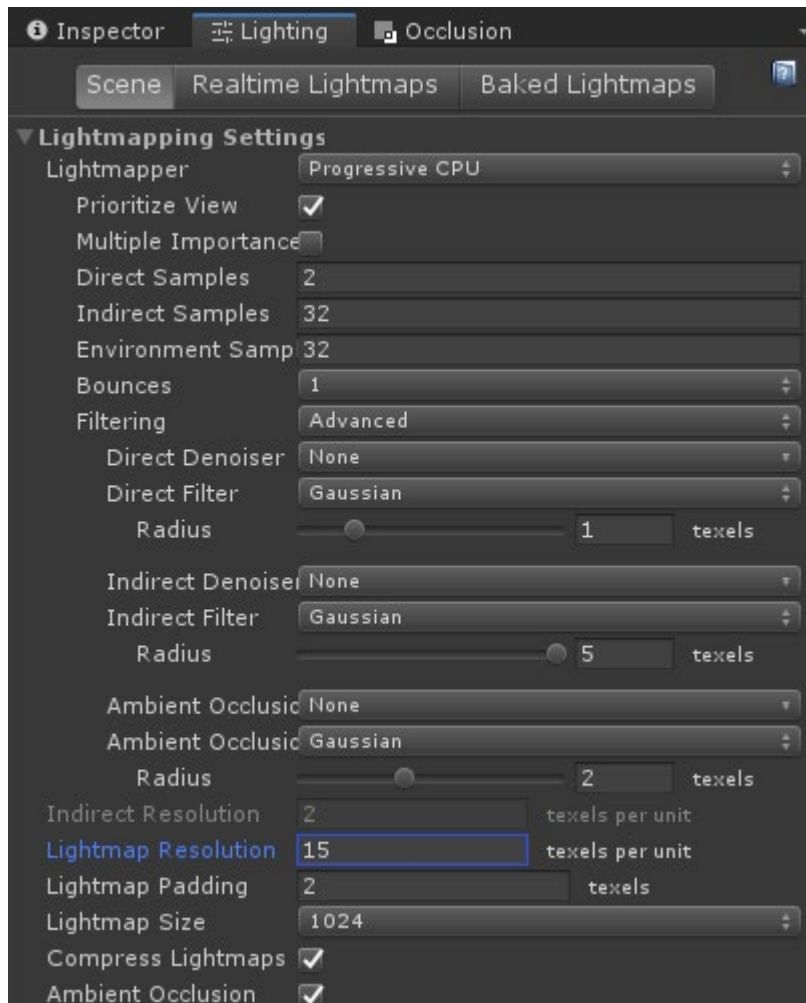 Inspector Lighting Occlusion
Scene Realtime Lightmaps Baked Lightmaps
Lightmapping Settings
Lightmapper Progressive CPU
Prioritize View
Multiple Importance
Direct Samples 2
Indirect Samples 32
Environment Samp 32
Bounces 1
Filtering Advanced
Direct Denoiser None
Direct Filter Gaussian
Radius 1 texels
Indirect Denoiser None
Indirect Filter Gaussian
Radius 5 texels
Ambient Occlusic None
Ambient Occlusic Gaussian
Radius 2 texels
Indirect Resolution 2 texels per unit
Lightmap Resolution 15 texels per unit
Lightmap Padding 2 texels
Lightmap Size 1024
Compress Lightmaps
Ambient Occlusion